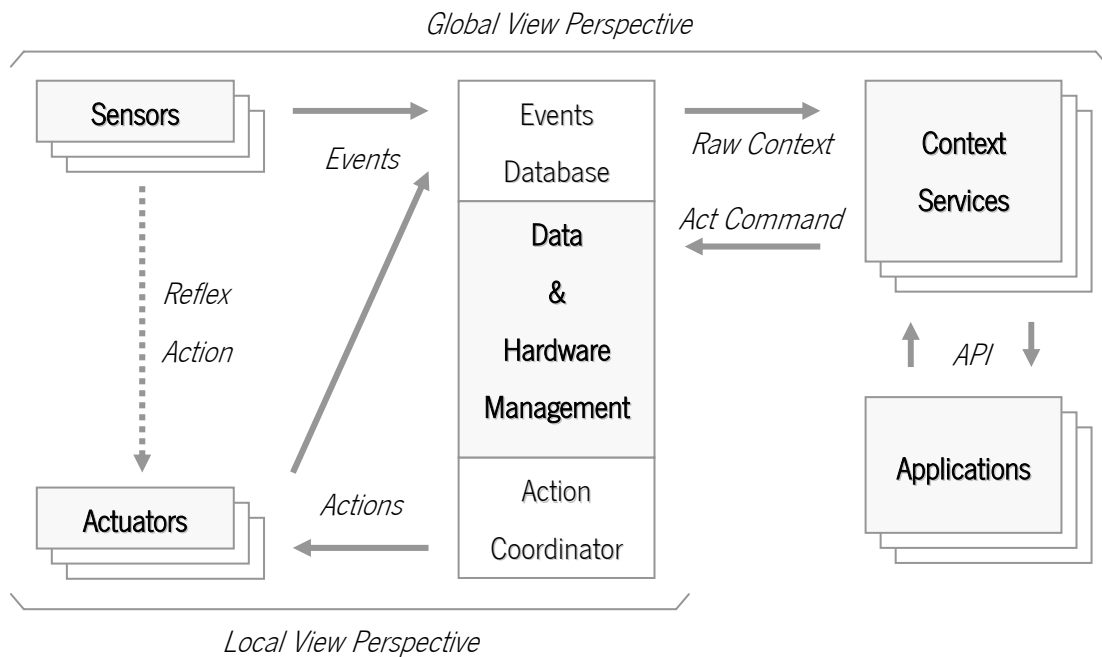 Global View Perspective
Sensors
Events
Reflex
Action
Actuators
Actions
Events
Database
Data
&
Hardware
Management
Action
Coordinator
Raw Context
Act Command
Context
Services
API
Applications
Local View Perspective